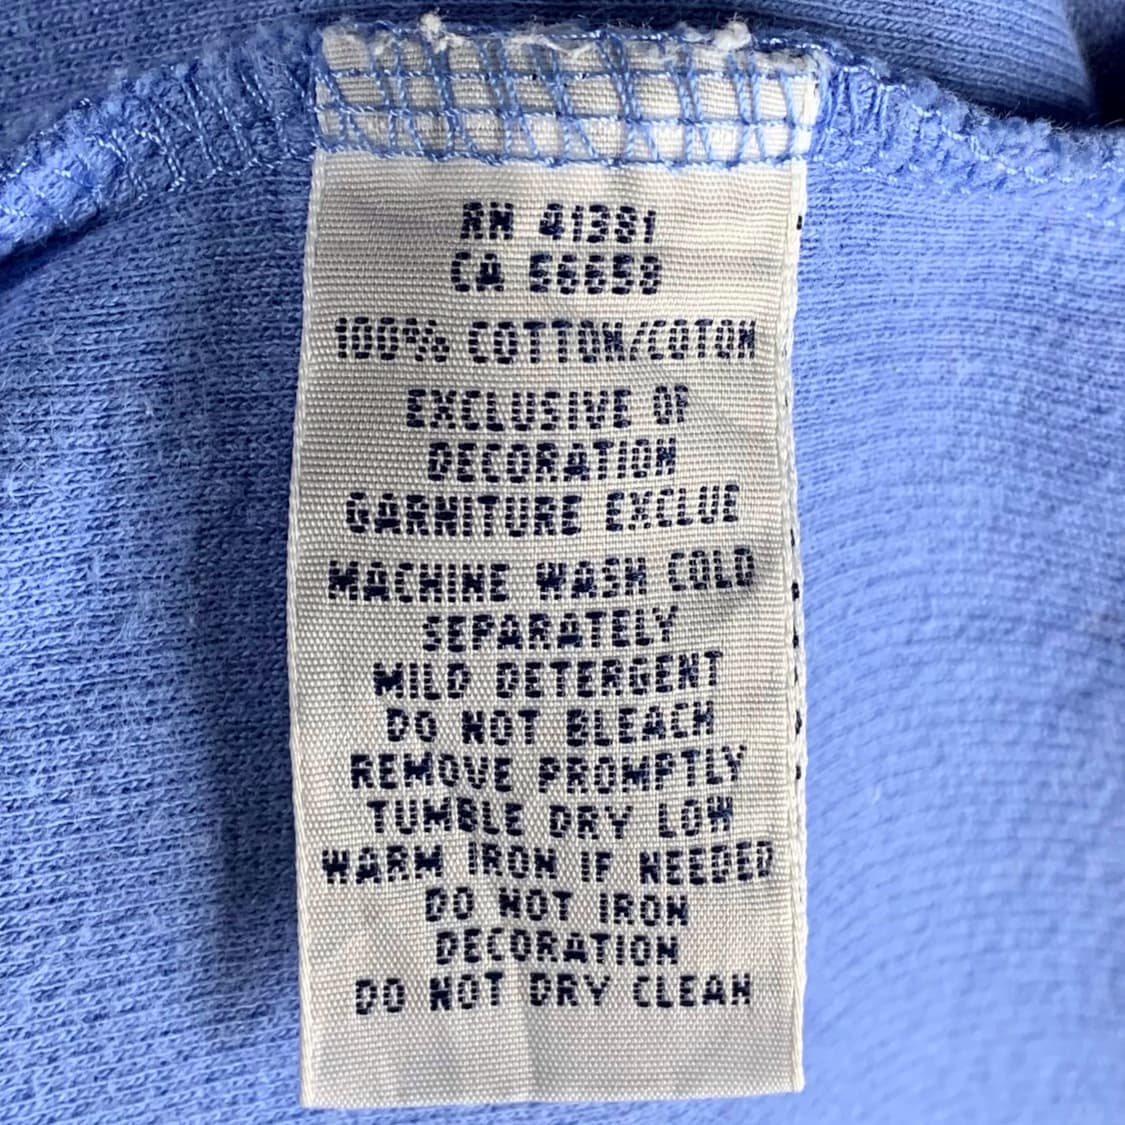 RN 41381
CA 56658
100% COTTON/COTON
EXCLUSIVE OF
DECORATION
GARNITURE EXCLUE
MACHINE WASH COLD
SEPARATELY
MILD DETERGENT
DO NOT BLEACH
REMOVE PROMPTLY
TUMBLE DRY LOW
WARM IRON IF NEEDED
DO NOT IRON
DECORATION
DO NOT DRY CLEAN